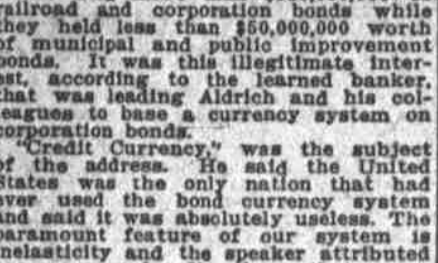 railroad and corporation bonds while
they held less than $50,000,000 worth
of municipal and public improvement
bonds. It was this illegitimate inter-
est, according to the learned banker,
that was leading Aldrich and his col-
leagues to base a currency system on
corporation bonds.
"Credit Currency," was the subject
of the address. He said the United
States was the only nation that had
ever used the bond currency system
and said it was absolutely useless. The
paramount feature of our system is
inelasticity and the speaker attributed